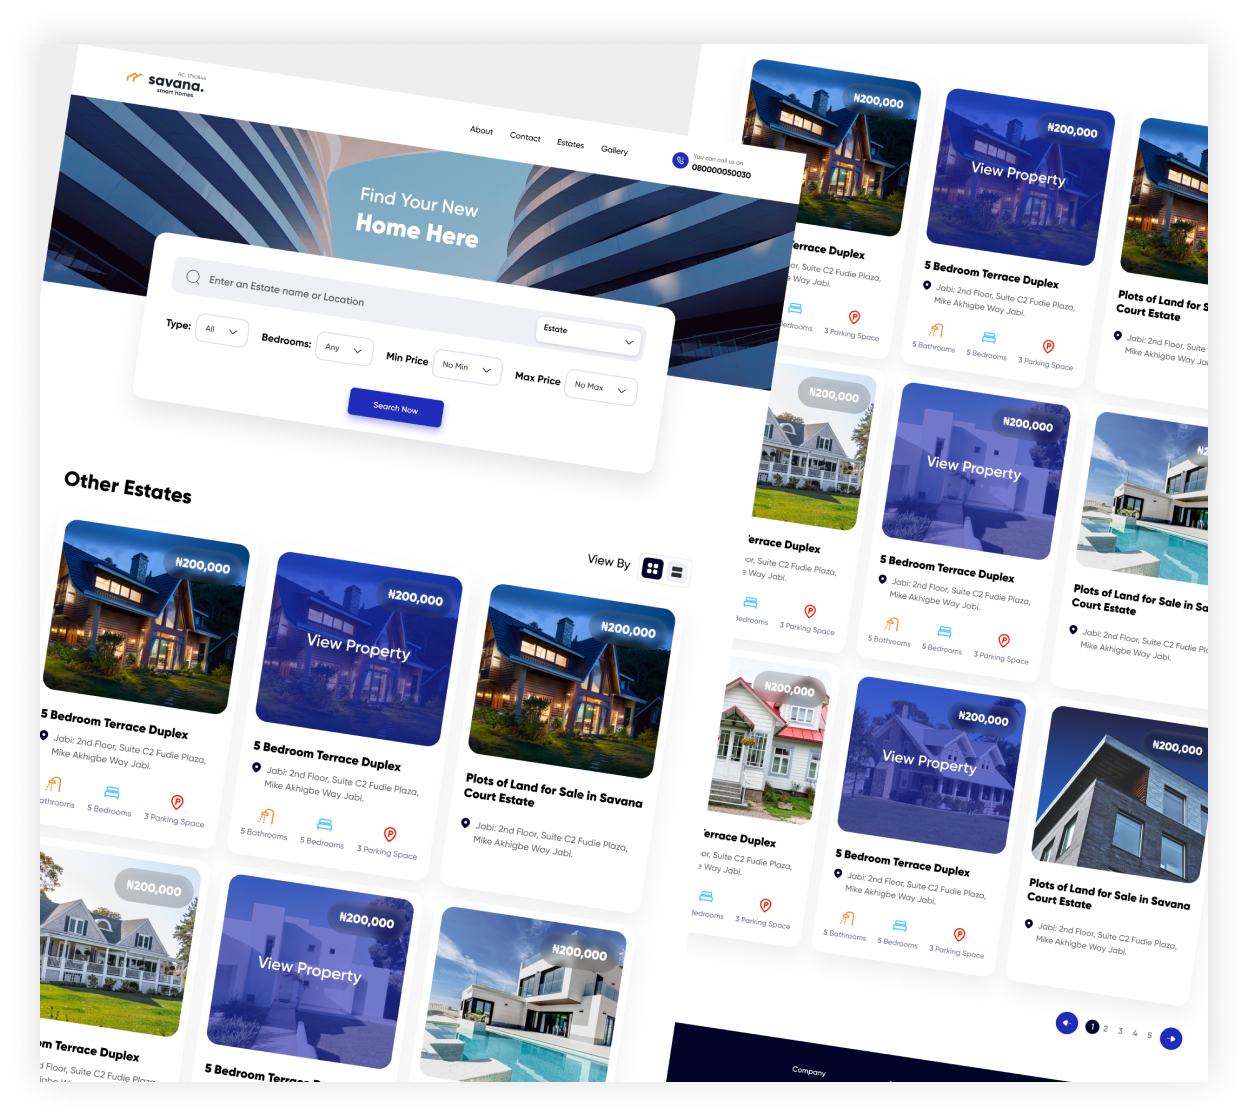 RC: 1790846
savana.
smart homes
About
Contact
Estates
Gallery
You can call us on
080000050030
Find Your New
Home Here
Enter an Estate name or Location
Estate
Type:
All
Bedrooms:
Any
Min Price
No Min
Max Price
No Max
Search Now
Other Estates
View By
₦200,000
5 Bedroom Terrace Duplex
Jabi: 2nd Floor, Suite C2 Fudie Plaza,
Mike Akhigbe Way Jabi.
athrooms
5 Bedrooms
3 Parking Space
₦200,000
View Property
5 Bedroom Terrace Duplex
Jabi: 2nd Floor, Suite C2 Fudie Plaza,
Mike Akhigbe Way Jabi.
5 Bathrooms
5 Bedrooms
3 Parking Space
₦200,000
Plots of Land for Sale in Savana
Court Estate
Jabi: 2nd Floor, Suite C2 Fudie Plaza,
Mike Akhigbe Way Jabi.
₦200,000
om Terrace Duplex
d Floor, Suite C2 Fudie Plaza,
₦200,000
View Property
5 Bedroom Terrace Duplex
₦200,000
₦200,000
errace Duplex
or, Suite C2 Fudie Plaza,
Way Jabi.
edrooms
3 Parking Space
₦200,000
View Property
5 Bedroom Terrace Duplex
Jabi: 2nd Floor, Suite C2 Fudie Plaza,
Mike Akhigbe Way Jabi.
5 Bathrooms
5 Bedrooms
3 Parking Space
Plots of Land for S
Court Estate
Jabi: 2nd Floor, Suite
Mike Akhigbe Way Ja
₦200,000
errace Duplex
or, Suite C2 Fudie Plaza,
Way Jabi.
edrooms
3 Parking Space
₦200,000
View Property
5 Bedroom Terrace Duplex
Jabi: 2nd Floor, Suite C2 Fudie Plaza,
Mike Akhigbe Way Jabi.
5 Bathrooms
5 Bedrooms
3 Parking Space
₦2
Plots of Land for Sale in Sa
Court Estate
Jabi: 2nd Floor, Suite C2 Fudie Pl
Mike Akhigbe Way Jabi.
₦200,000
errace Duplex
or, Suite C2 Fudie Plaza,
Way Jabi.
edrooms
3 Parking Space
₦200,000
View Property
5 Bedroom Terrace Duplex
Jabi: 2nd Floor, Suite C2 Fudie Plaza,
Mike Akhigbe Way Jabi.
5 Bathrooms
5 Bedrooms
3 Parking Space
₦200,000
Plots of Land for Sale in Savana
Court Estate
Jabi: 2nd Floor, Suite C2 Fudie Plaza,
Mike Akhigbe Way Jabi.
1 2 3 4 5
Company